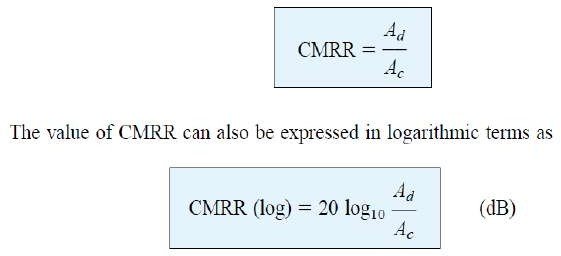 CMRR = A_d / A_c
The value of CMRR can also be expressed in logarithmic terms as
CMRR (log) = 20 log₁₀ A_d / A_c (dB)